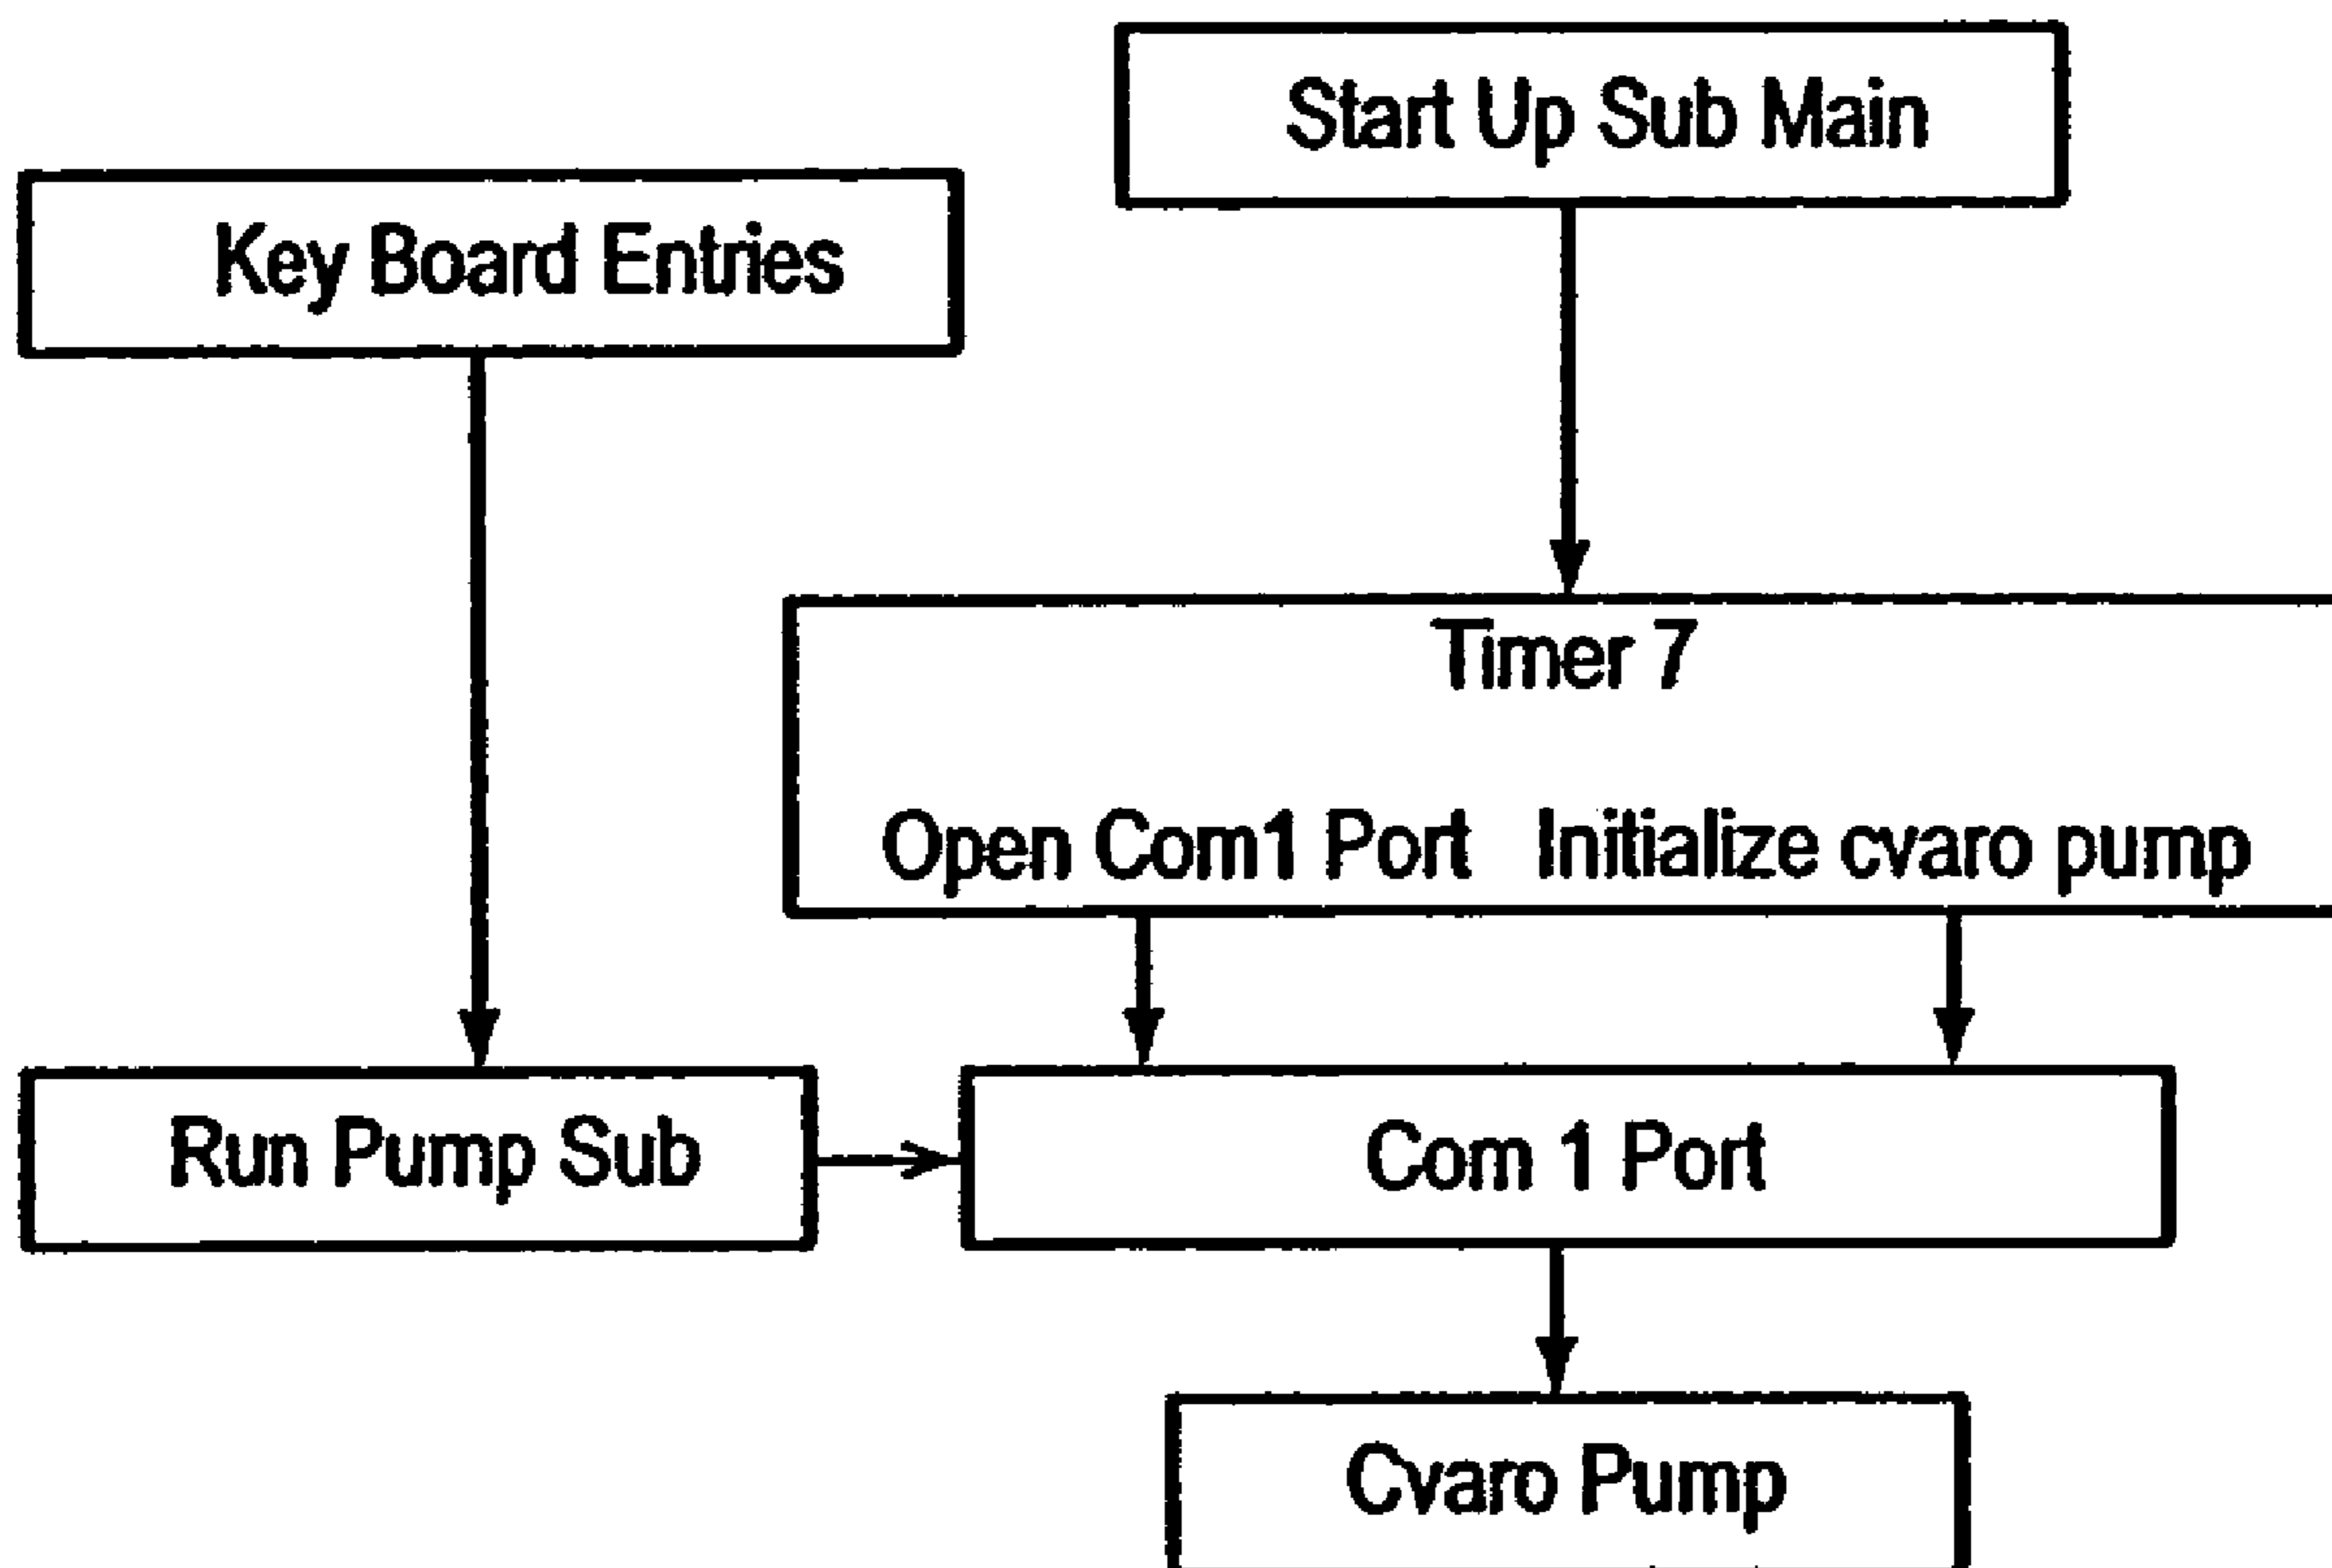 Start Up Sub Main
Key Board Entries
Timer 7
Open Com1 Port Initialize cvaro pump
Run Pump Sub
Com 1 Port
Cvaro Pump